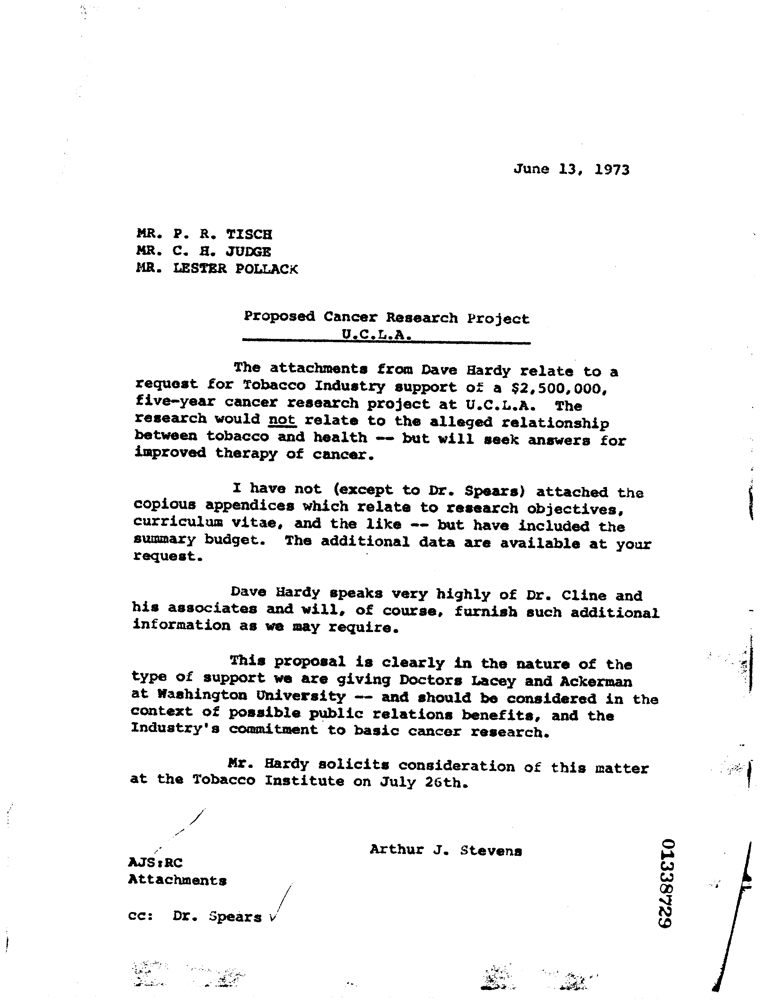 June 13, 1973
MR. P. R. TISCH
MR. C. H. JUDGE
MR. LESTER POLLACK
Proposed Cancer Research Project
U.C.L.A.
The attachments from Dave Hardy relate to a
request for Tobacco Industry support of a $2,500,000,
five-year cancer research project at U.C.L.A. The
research would not relate to the alleged relationship
between tobacco and health -- but will seek answers for
improved therapy of cancer.
I have not (except to Dr. Spears) attached the
copious appendices which relate to research objectives,
curriculum vitae, and the like -- but have included the
summary budget. The additional data are available at your
request.
Dave Hardy speaks very highly of Dr. Cline and
his associates and will, of course, furnish such additional
information as we may require.
This proposal is clearly in the nature of the
type of support we are giving Doctors Lacey and Ackerman
at Washington University -- and should be considered in the
context of possible public relations benefits, and the
Industry's commitment to basic cancer research.
Mr. Hardy solicits consideration of this matter
at the Tobacco Institute on July 26th.
Arthur J. Stevens
AJS:RC
Attachments
cc: Dr. Spears
01338729